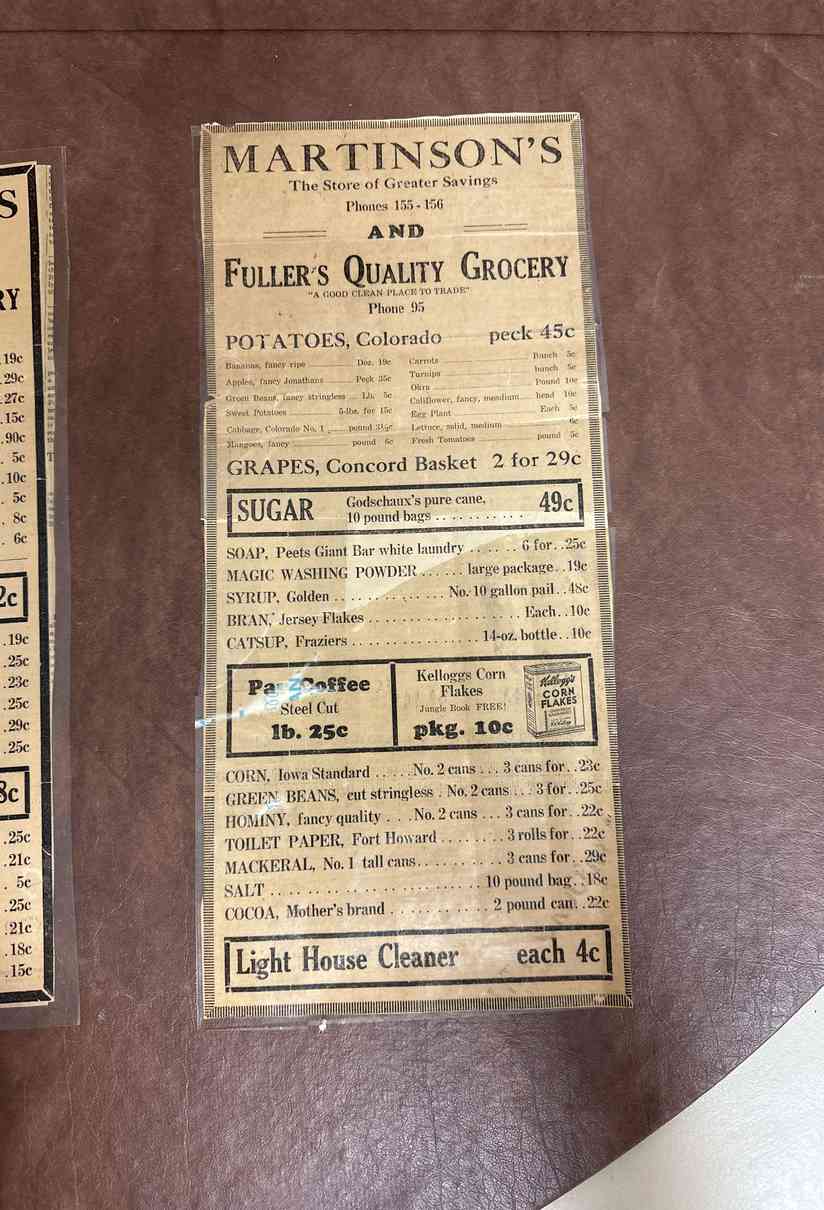 MARTINSON'S
The Store of Greater Savings
Phones 155 - 156
AND
FULLER'S QUALITY GROCERY
"A GOOD CLEAN PLACE TO TRADE"
Phone 95
POTATOES, Colorado peck 45c
Bananas, fancy ripe Doz. 19c
Apples, fancy Jonathans Peck 35c
Green Beans, fancy stringless Lb. 5c
Sweet Potatoes 5-lbs. for 15c
Cabbage, Colorado No. 1 pound 3½c
Mangoes, fancy pound 6c
Carrots Bunch 5c
Turnips bunch 5c
Okra Pound 10c
Califlower, fancy, medium head 10c
Egg Plant Each 5c
Lettuce, solid, medium 6c
Fresh Tomatoes pound 5c
GRAPES, Concord Basket 2 for 29c
SUGAR Godschaux's pure cane, 49c
10 pound bags
SOAP, Peets Giant Bar white laundry 6 for 25c
MAGIC WASHING POWDER large package 19c
SYRUP, Golden No. 10 gallon pail 48c
BRAN, Jersey Flakes Each 10c
CATSUP, Fraziers 14-oz. bottle 10c
Coffee
Steel Cut
lb. 25c
Kelloggs Corn
Flakes
Jungle Book FREE!
pkg. 10c
Kellogg's
CORN
FLAKES
CORN, Iowa Standard No. 2 cans 3 cans for 23c
GREEN BEANS, cut stringless No. 2 cans 3 for 25c
HOMINY, fancy quality No. 2 cans 3 cans for 22c
TOILET PAPER, Fort Howard 3 rolls for 22c
MACKERAL, No. 1 tall cans 3 cans for 29c
SALT 10 pound bag 18c
COCOA, Mother's brand 2 pound can 22c
Light House Cleaner each 4c
S
RY
19c
29c
27c
15c
90c
5c
10c
5c
8c
6c
2c
19c
25c
23c
25c
29c
25c
8c
25c
21c
5c
25c
21c
18c
15c